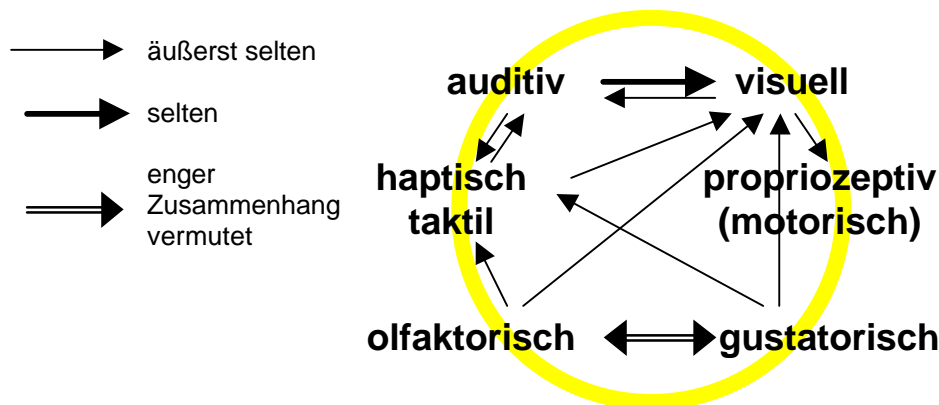 äußerst selten
selten
enger
Zusammenhang
vermutet
auditiv
visuell
haptisch
taktil
propriozeptiv
(motorisch)
olfaktorisch
gustatorisch